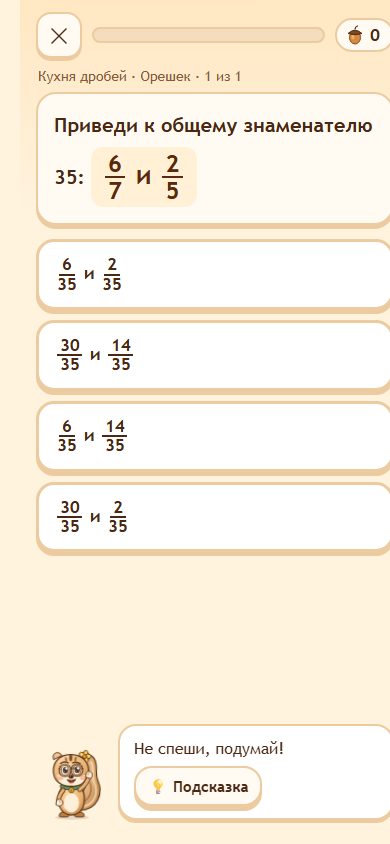 0
Кухня дробей · Орешек · 1 из 1
Приведи к общему знаменателю
35: 6/7 и 2/5
6/35 и 2/35
30/35 и 14/35
6/35 и 14/35
30/35 и 2/35
Не спеши, подумай!
Подсказка